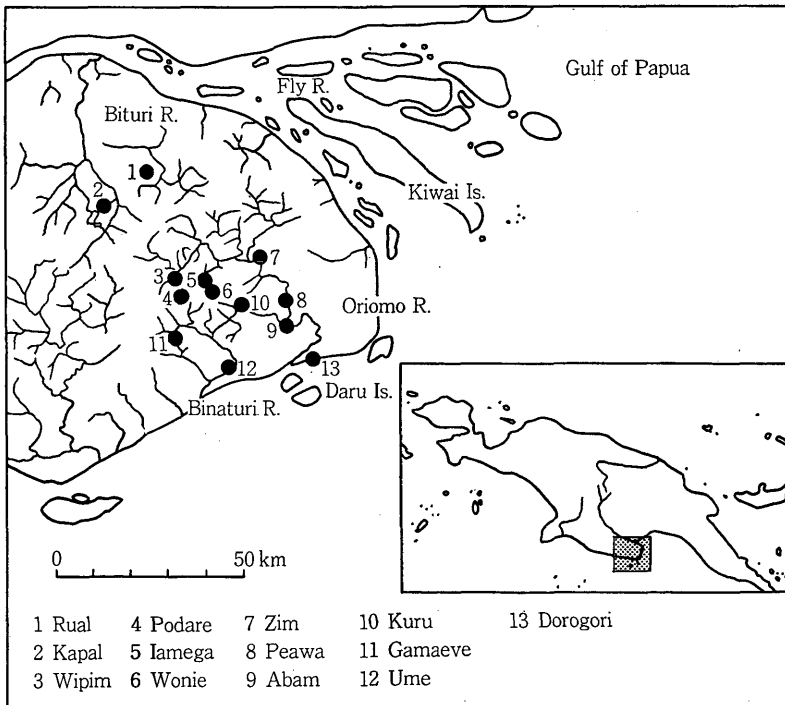 Gulf of Papua
Fly R.
Bituri R.
1
Kiwai Is.
2
7
3
5
4
6
10
8
Oriomo R.
9
11
12
13
Daru Is.
Binaturi R.
0
50 km
1 Rual 4 Podare 7 Zim 10 Kuru 13 Dorogori
2 Kapal 5 Iamega 8 Peawa 11 Gamaeve
3 Wipim 6 Wonie 9 Abam 12 Ume